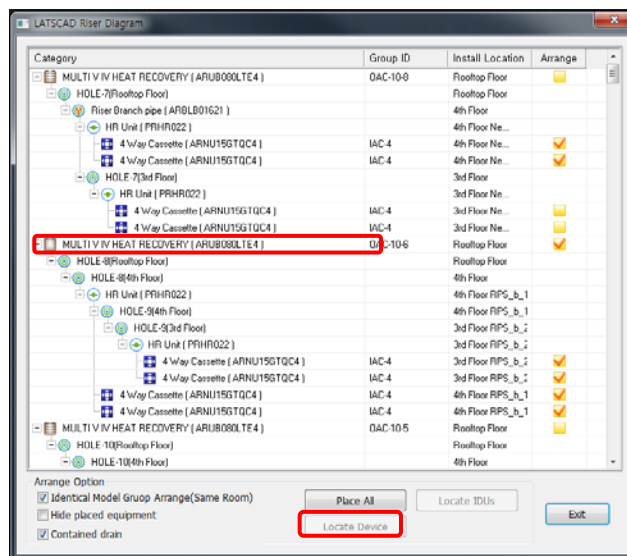 LATSCAD Riser Diagram
Category Group ID Install Location Arrange
MULTI V IV HEAT RECOVERY ( ARUB080LTE4 ) OAC-10-8 Rooftop Floor
HOLE-7(Rooftop Floor) Rooftop Floor
Riser Branch pipe ( ARBLB01621 ) 4th Floor
HR Unit ( PRHR022 ) 4th Floor Ne...
4 Way Cassette ( ARNU15GTQC4 ) IAC-4 4th Floor Ne...
4 Way Cassette ( ARNU15GTQC4 ) IAC-4 4th Floor Ne...
HOLE-7(3rd Floor) 3rd Floor
HR Unit ( PRHR022 ) 3rd Floor Ne...
4 Way Cassette ( ARNU15GTQC4 ) IAC-4 3rd Floor Ne...
4 Way Cassette ( ARNU15GTQC4 ) IAC-4 3rd Floor Ne...
MULTI V IV HEAT RECOVERY ( ARUB080LTE4 ) OAC-10-6 Rooftop Floor
HOLE-8(Rooftop Floor) Rooftop Floor
HOLE-8(4th Floor) 4th Floor
HR Unit ( PRHR022 ) 4th Floor RPS_b_1
HOLE-9(4th Floor) 4th Floor RPS_b_1
HOLE-9(3rd Floor) 3rd Floor RPS_b_2
HR Unit ( PRHR022 ) 3rd Floor RPS_b_2
4 Way Cassette ( ARNU15GTQC4 ) IAC-4 3rd Floor RPS_b_2
4 Way Cassette ( ARNU15GTQC4 ) IAC-4 3rd Floor RPS_b_2
4 Way Cassette ( ARNU15GTQC4 ) IAC-4 4th Floor RPS_b_1
4 Way Cassette ( ARNU15GTQC4 ) IAC-4 4th Floor RPS_b_1
MULTI V IV HEAT RECOVERY ( ARUB080LTE4 ) OAC-10-5 Rooftop Floor
HOLE-10(Rooftop Floor) Rooftop Floor
HOLE-10(4th Floor) 4th Floor
Arrange Option
Identical Model Gruop Arrange(Same Room)
Hide placed equipment
Contained drain
Place All
Locate IDUs
Locate Device
Exit